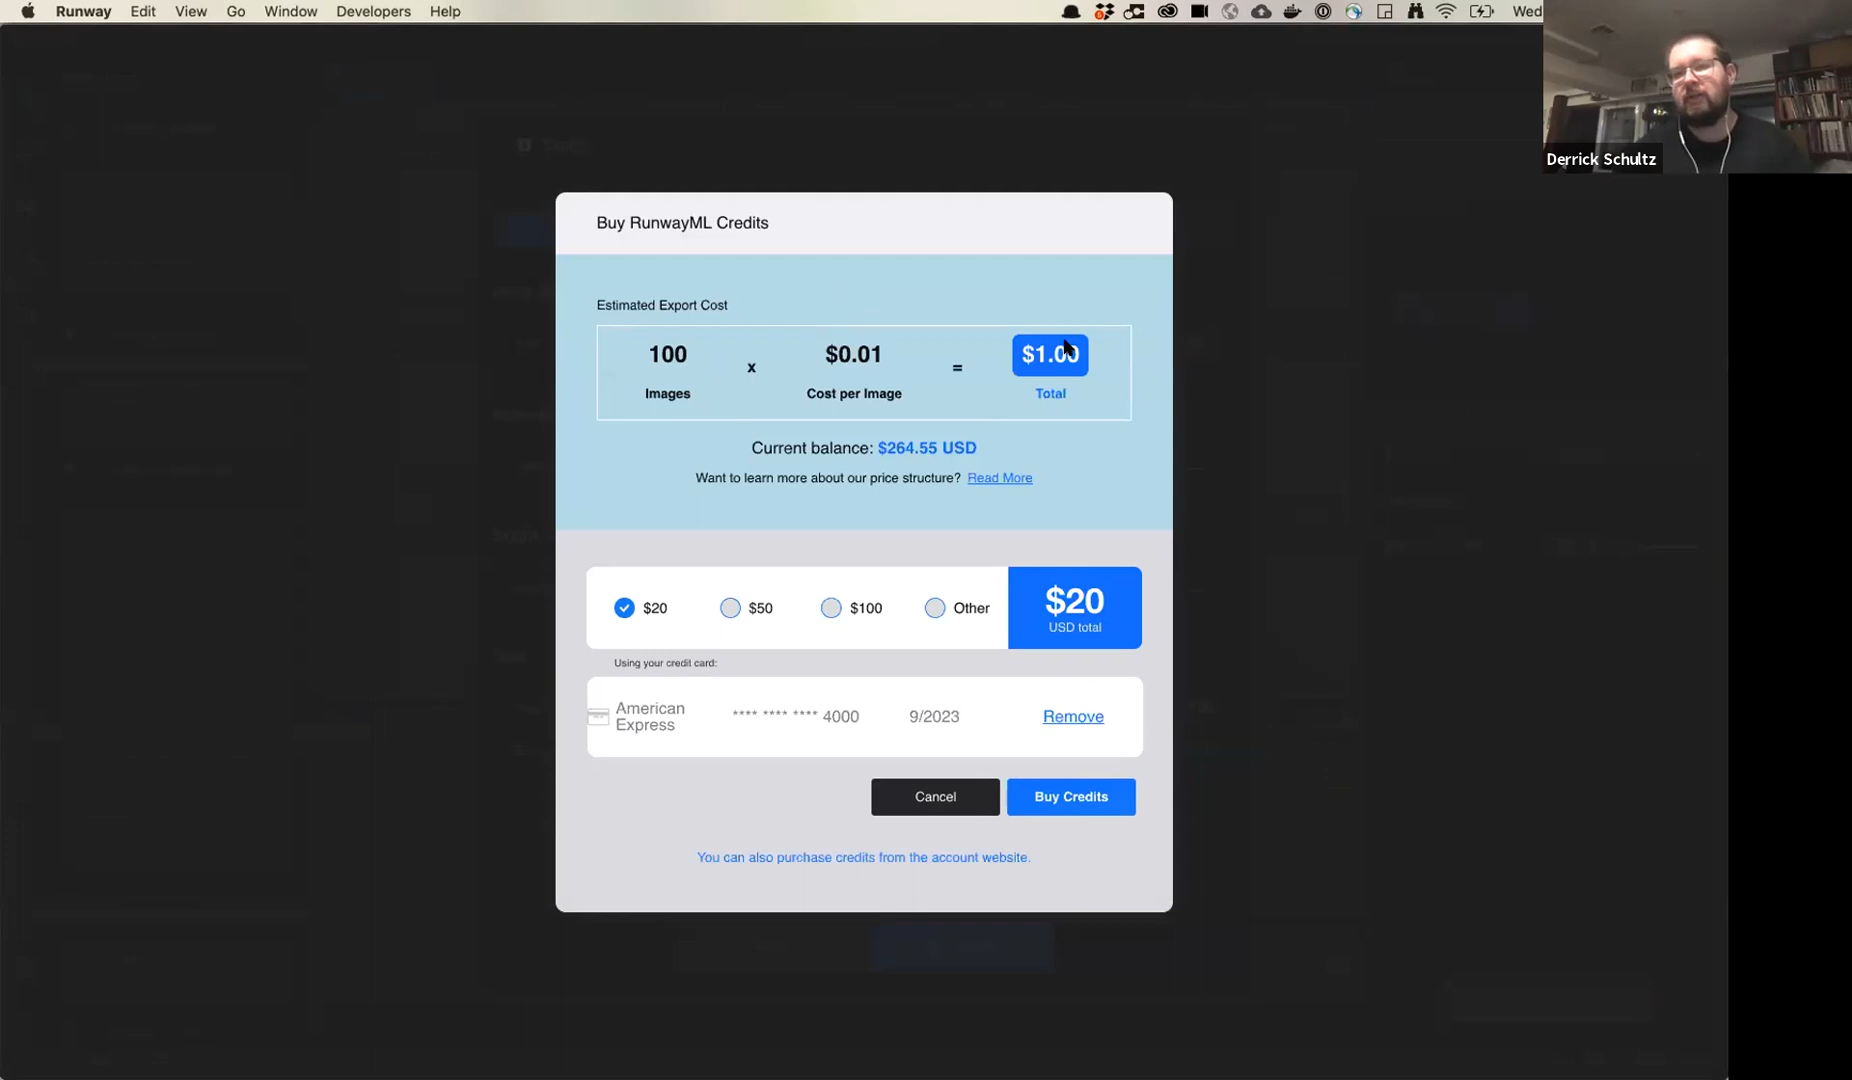 Runway Edit View Go Window Developers Help Wed
Derrick Schultz
Buy RunwayML Credits
Estimated Export Cost
100 x $0.01 = $1.00
Images Cost per Image Total
Current balance: $264.55 USD
Want to learn more about our price structure? Read More
$20 $50 $100 Other $20
USD total
Using your credit card:
American
Express **** **** **** 4000 9/2023 Remove
Cancel Buy Credits
You can also purchase credits from the account website.